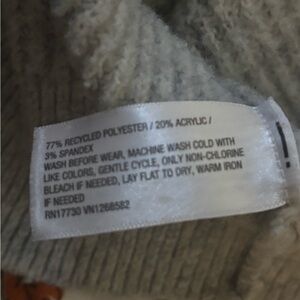 77% RECYCLED POLYESTER / 20% ACRYLIC /
3% SPANDEX
WASH BEFORE WEAR, MACHINE WASH COLD WITH
LIKE COLORS, GENTLE CYCLE, ONLY NON-CHLORINE
BLEACH IF NEEDED, LAY FLAT TO DRY, WARM IRON
IF NEEDED
RN17730 VN1268582